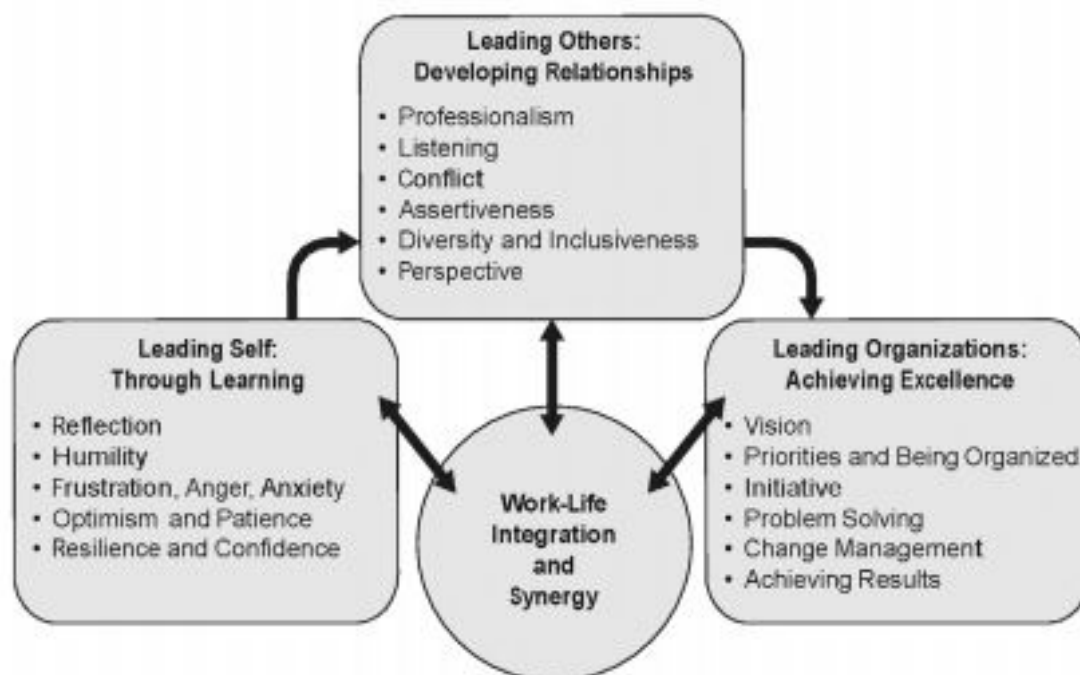 Leading Others:
Developing Relationships
• Professionalism
• Listening
• Conflict
• Assertiveness
• Diversity and Inclusiveness
• Perspective
Leading Self:
Through Learning
• Reflection
• Humility
• Frustration, Anger, Anxiety
• Optimism and Patience
• Resilience and Confidence
Work-Life
Integration
and
Synergy
Leading Organizations:
Achieving Excellence
• Vision
• Priorities and Being Organized
• Initiative
• Problem Solving
• Change Management
• Achieving Results